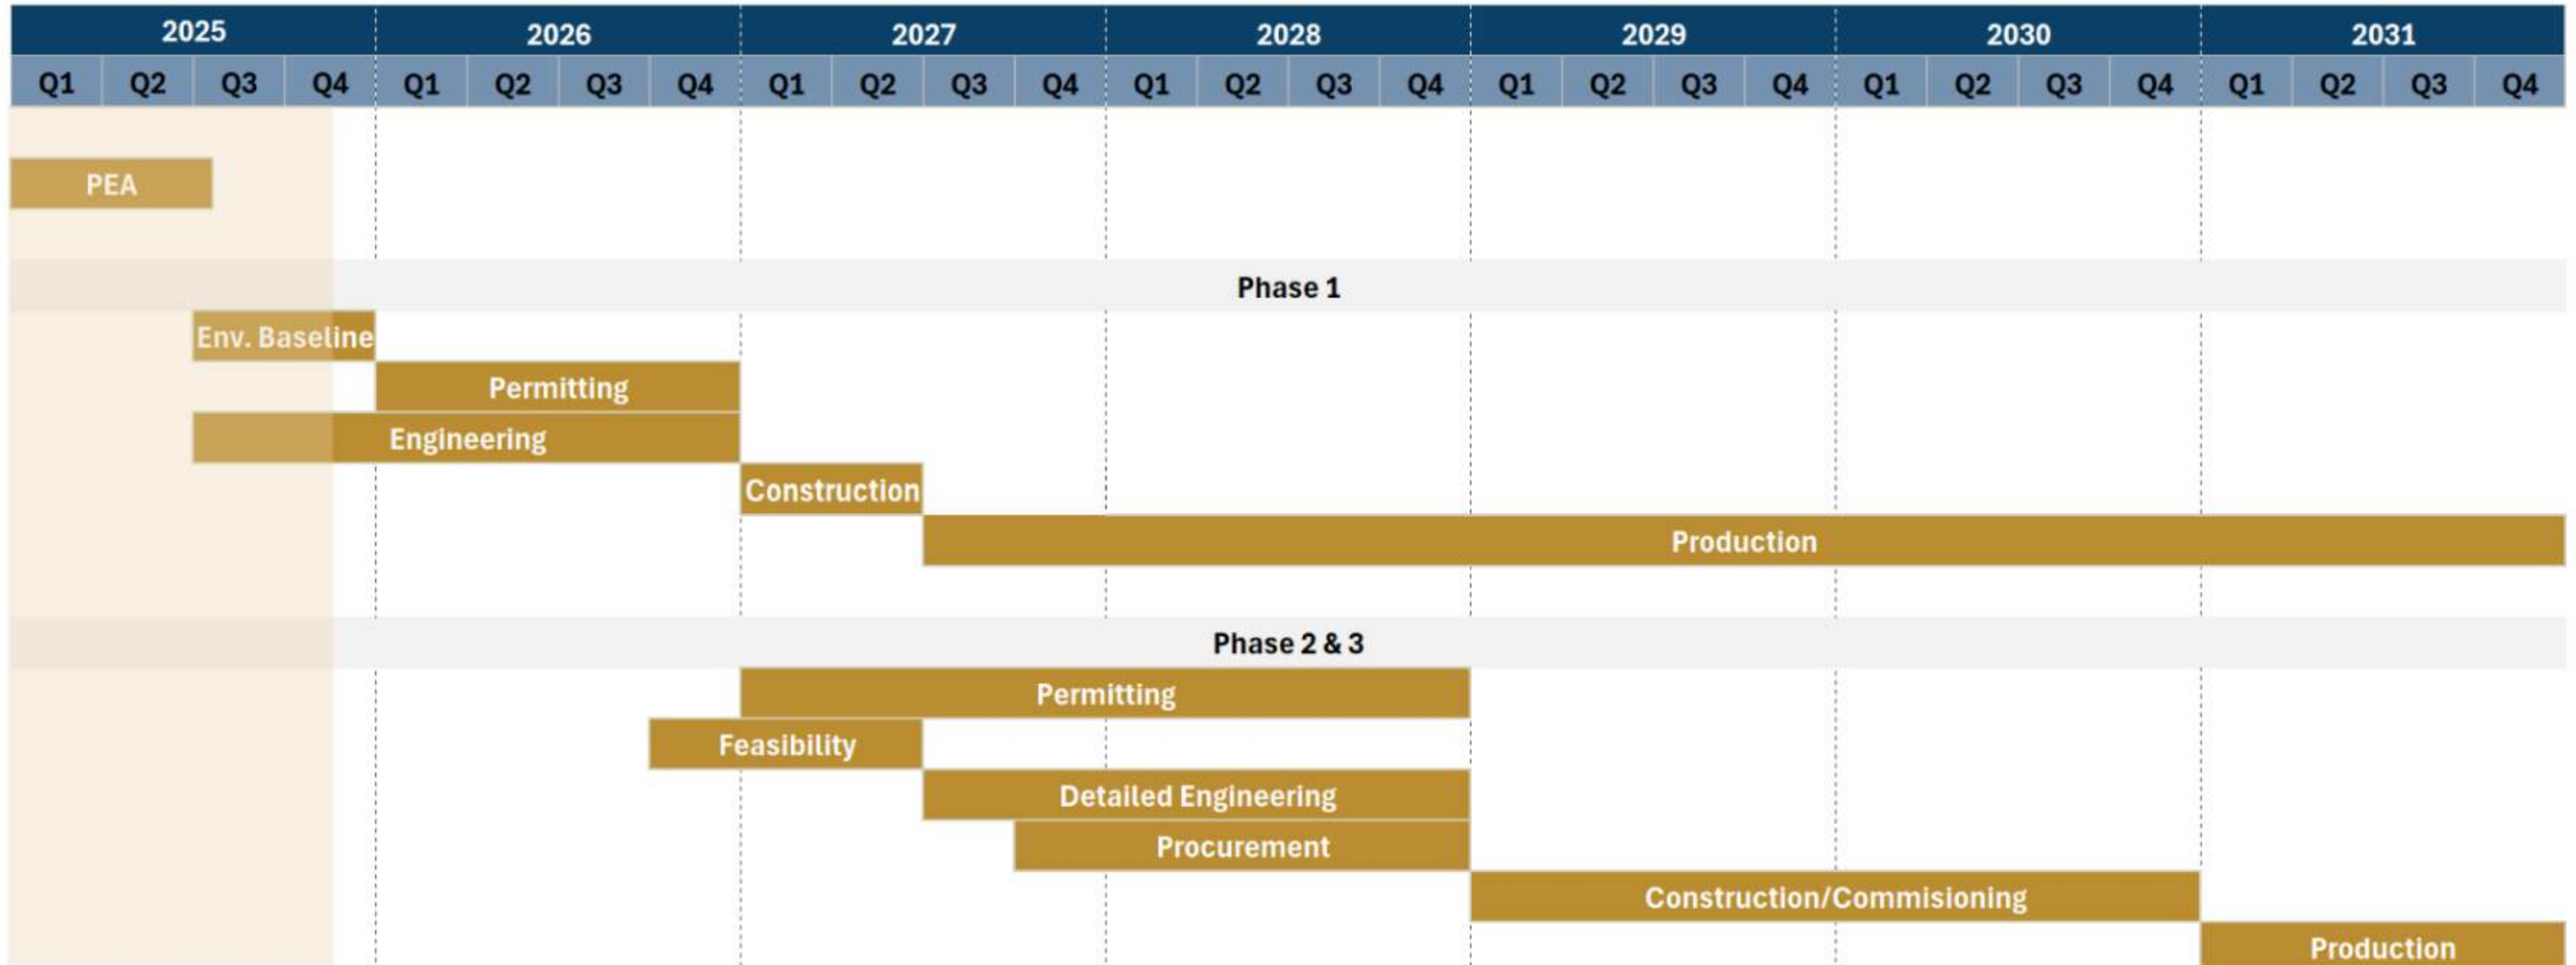 2025 2026 2027 2028 2029 2030 2031
Q1 Q2 Q3 Q4 Q1 Q2 Q3 Q4 Q1 Q2 Q3 Q4 Q1 Q2 Q3 Q4 Q1 Q2 Q3 Q4 Q1 Q2 Q3 Q4 Q1 Q2 Q3 Q4
PEA
Phase 1
Env. Baseline
Permitting
Engineering
Construction
Production
Phase 2 & 3
Permitting
Feasibility
Detailed Engineering
Procurement
Construction/Commisioning
Production